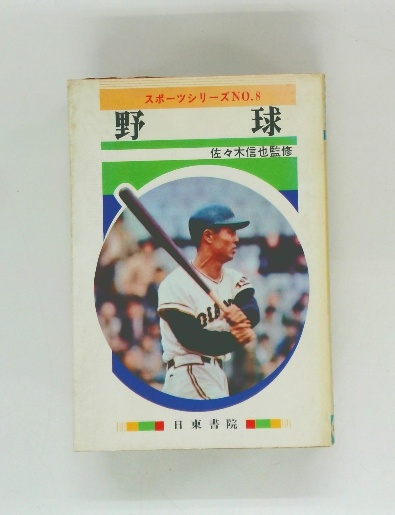 スポーツシリーズNO.8
野球
佐々木信也監修
日東書院